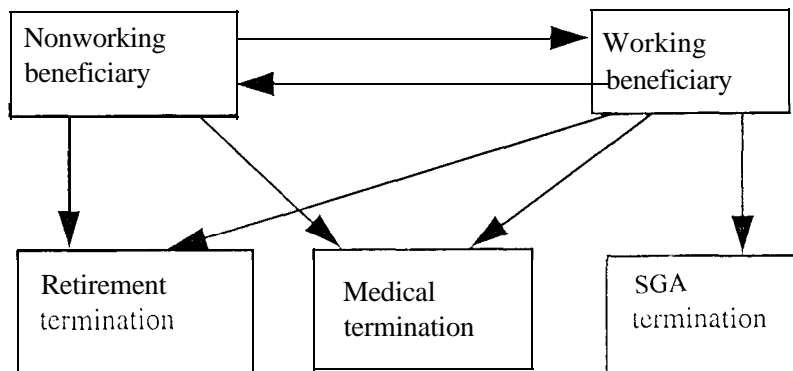 Nonworking
beneficiary
Working
beneficiary
Retirement
termination
Medical
termination
SGA
termination